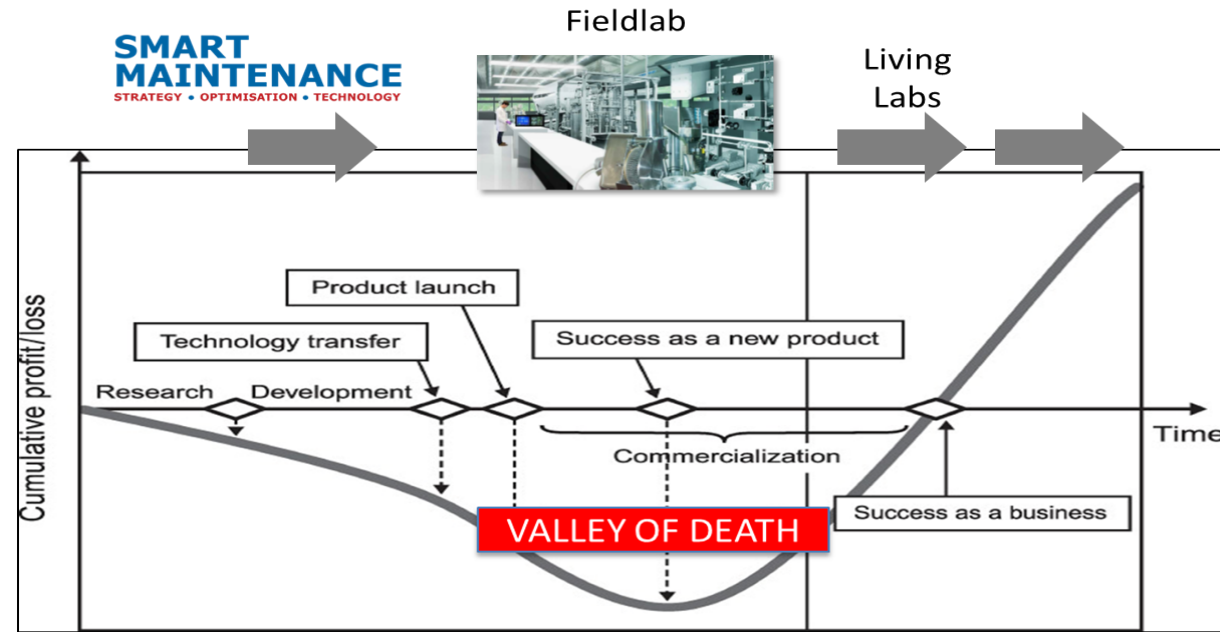 Fieldlab
SMART
MAINTENANCE
STRATEGY • OPTIMISATION • TECHNOLOGY
Living
Labs
Product launch
Technology transfer
Success as a new product
Research
Development
Time
Commercialization
Cumulative profit/loss
VALLEY OF DEATH
Success as a business